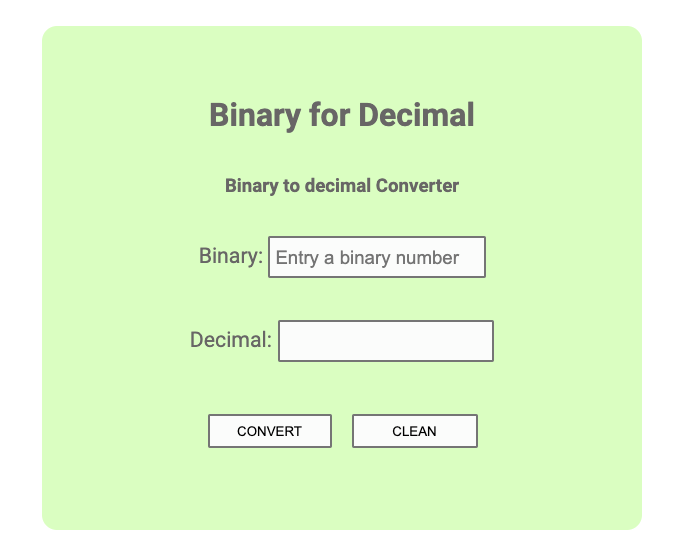 Binary for Decimal
Binary to decimal Converter
Binary: Entry a binary number
Decimal:
CONVERT CLEAN